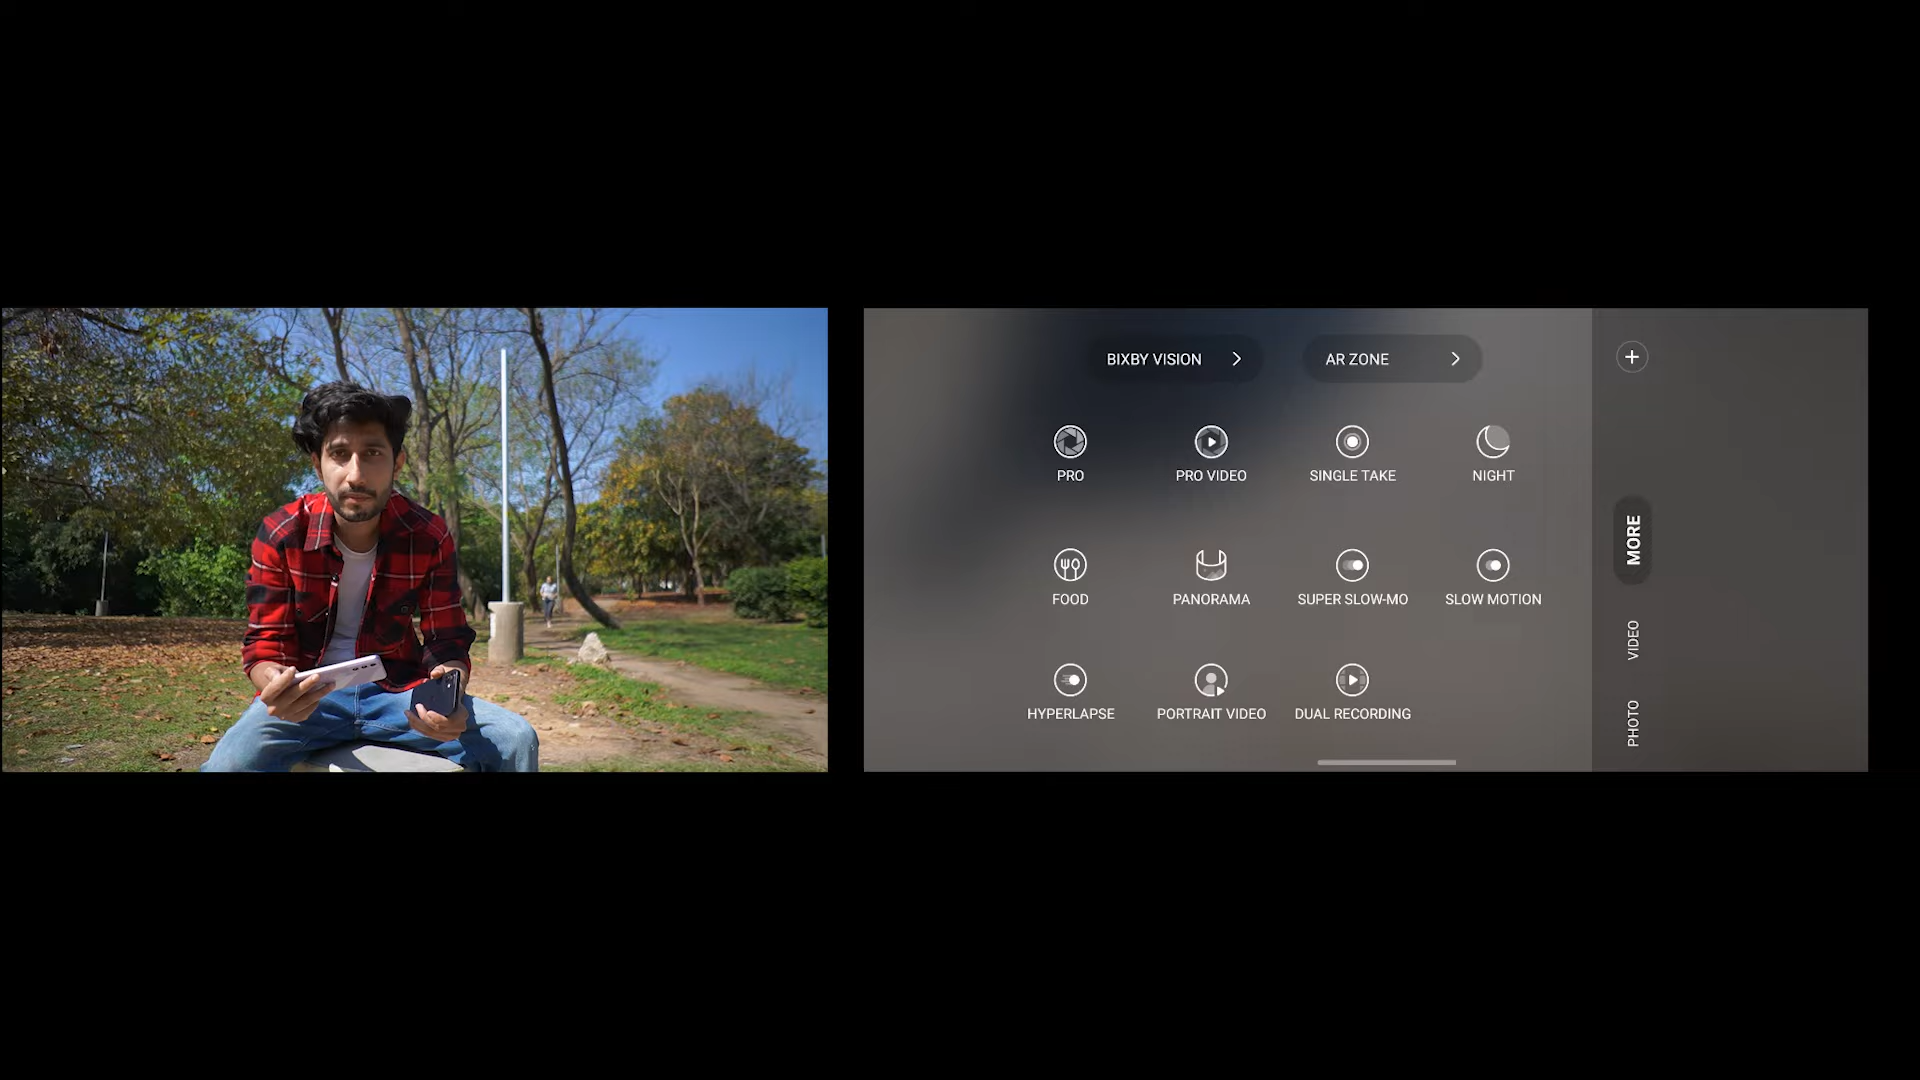 BIXBY VISION
AR ZONE
PRO
PRO VIDEO
SINGLE TAKE
NIGHT
FOOD
PANORAMA
SUPER SLOW-MO
SLOW MOTION
HYPERLAPSE
PORTRAIT VIDEO
DUAL RECORDING
MORE
VIDEO
PHOTO